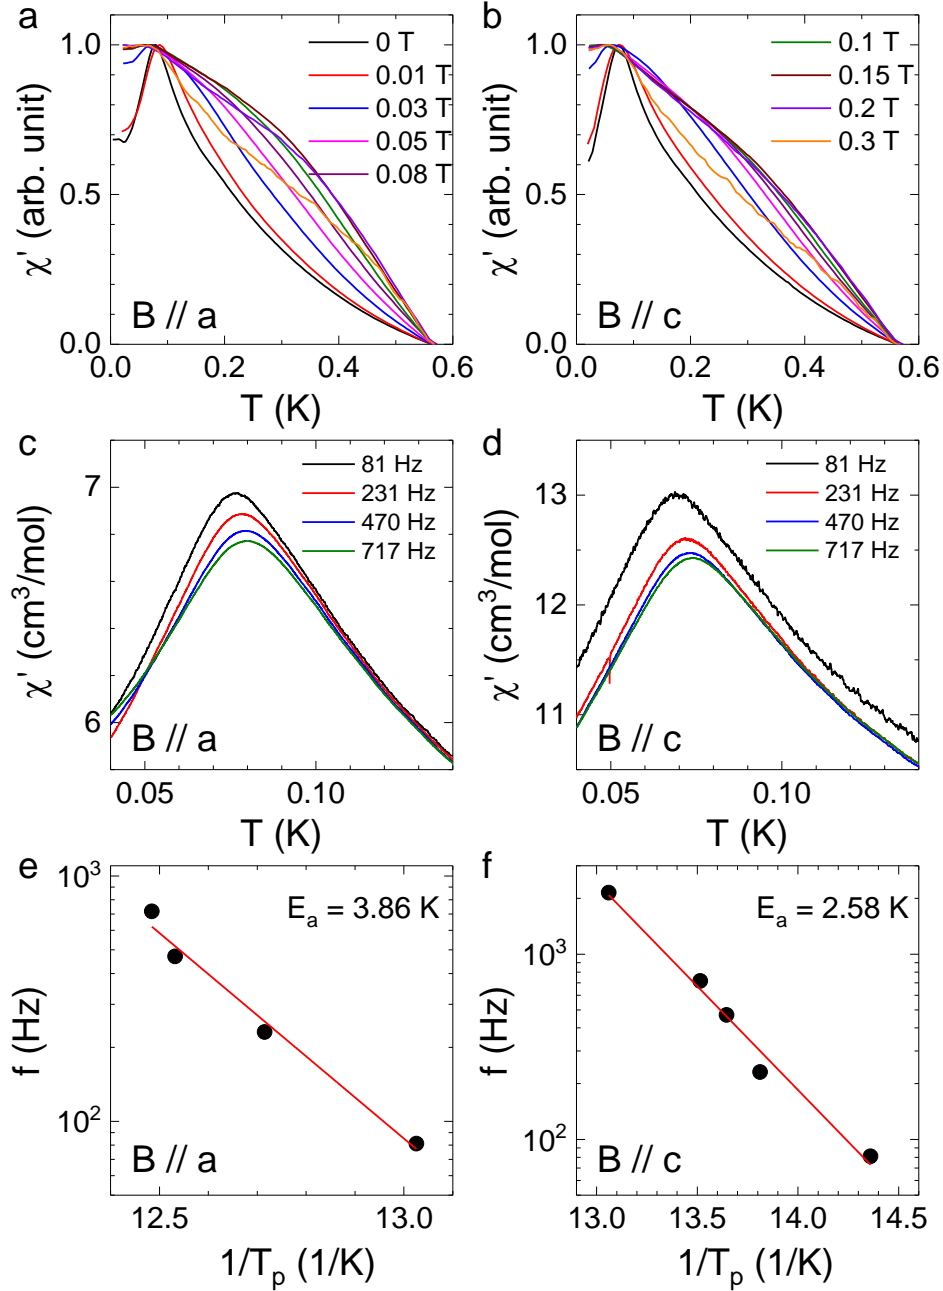 a
1.0
0.5
0.0
χ' (arb. unit)
0 T
0.01 T
0.03 T
0.05 T
0.08 T
B // a
0.0 0.2 0.4 0.6
T (K)
b
1.0
0.5
0.0
χ' (arb. unit)
0.1 T
0.15 T
0.2 T
0.3 T
B // c
0.0 0.2 0.4 0.6
T (K)
c
7
6
χ' (cm³/mol)
81 Hz
231 Hz
470 Hz
717 Hz
B // a
0.05 0.10
T (K)
d
13
12
11
χ' (cm³/mol)
81 Hz
231 Hz
470 Hz
717 Hz
B // c
0.05 0.10
T (K)
e
10³
10²
f (Hz)
Eₐ = 3.86 K
B // a
12.5 13.0
1/Tₚ (1/K)
f
10³
10²
f (Hz)
Eₐ = 2.58 K
B // c
13.0 13.5 14.0 14.5
1/Tₚ (1/K)